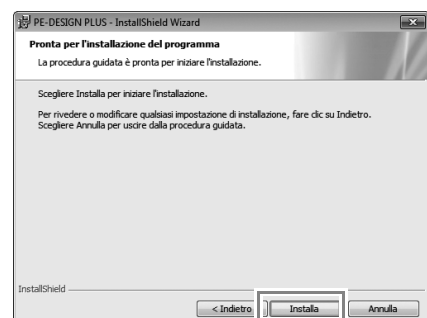 PE-DESIGN PLUS - InstallShield Wizard
Pronta per l'installazione del programma
La procedura guidata è pronta per iniziare l'installazione.
Scegliere Installa per iniziare l'installazione.
Per rivedere o modificare qualsiasi impostazione di installazione, fare clic su Indietro.
Scegliere Annulla per uscire dalla procedura guidata.
InstallShield
< Indietro
Installa
Annulla